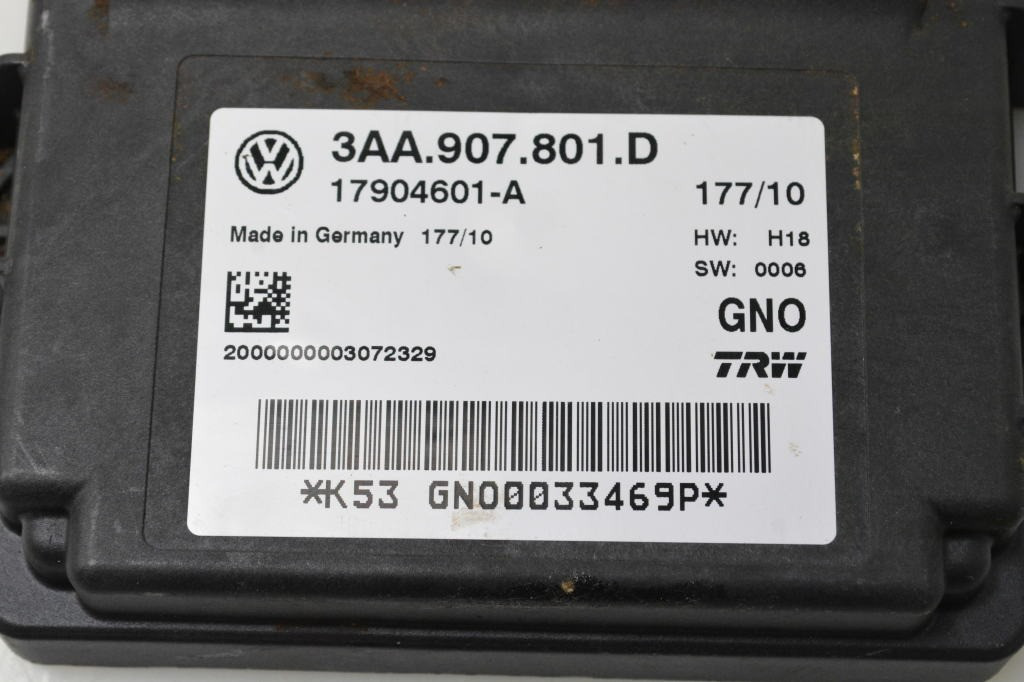 3AA.907.801.D
17904601-A 177/10
Made in Germany 177/10 HW: H18
SW: 0006
GNO
2000000003072329 TRW
*K53 GNO0033469P*